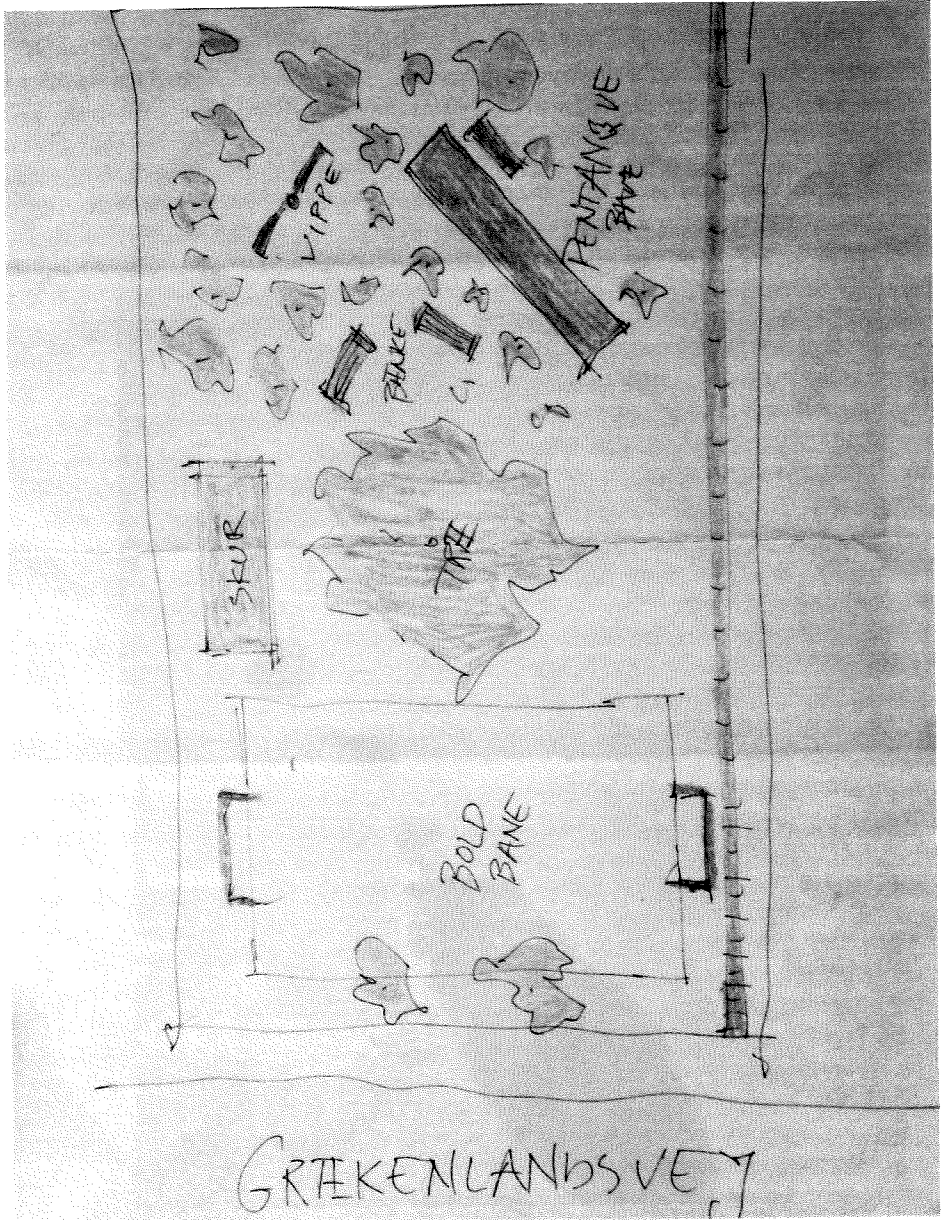 VIPPE
PENTANQUE
BANE
BÆNKE
SKUR
TRÆ
BOLD
BANE
GRÆKENLANDSVEJ